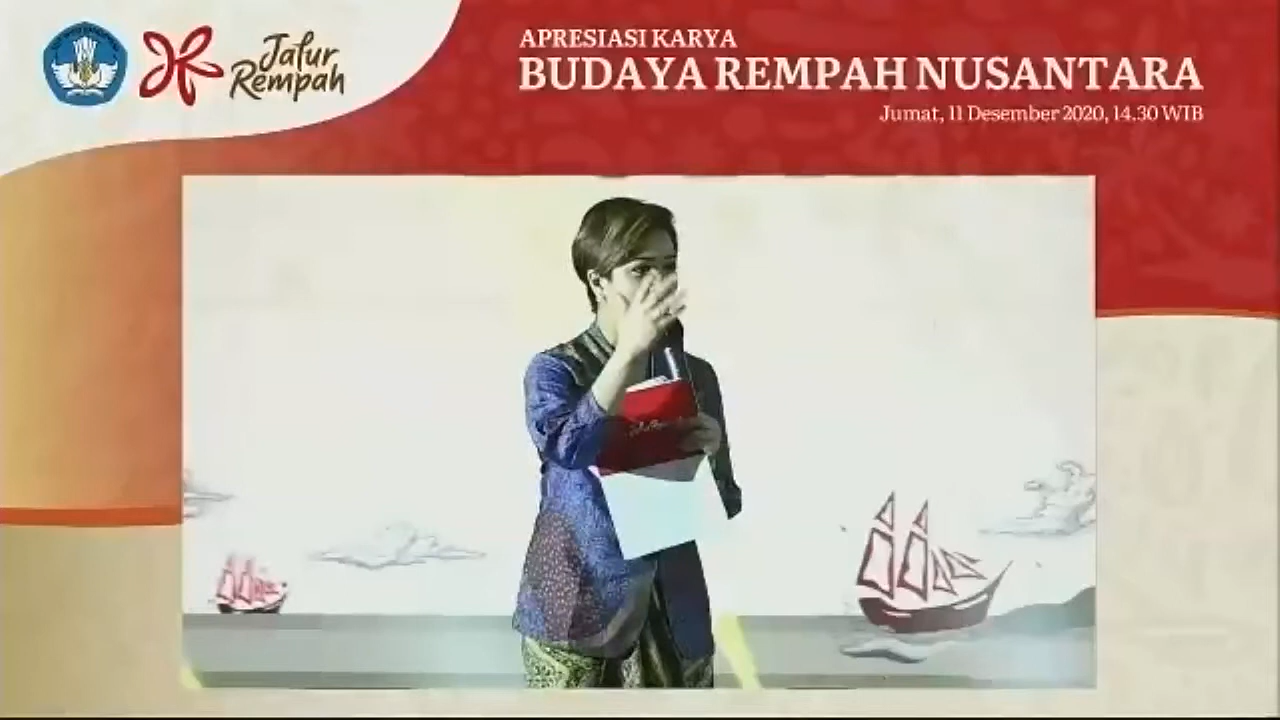 Jalur
Rempah
APRESIASI KARYA
BUDAYA REMPAH NUSANTARA
Jumat, 11 Desember 2020, 14.30 WIB